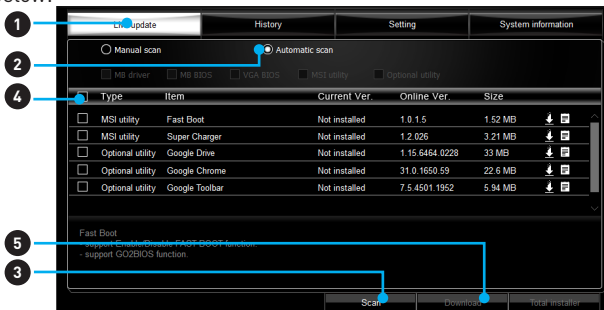 Live update History Setting System information
1
Manual scan Automatic scan
2
MB driver MB BIOS VGA BIOS MSI utility Optional utility
4
Type Item Current Ver. Online Ver. Size
MSI utility Fast Boot Not installed 1.0.1.5 1.52 MB
MSI utility Super Charger Not installed 1.2.026 3.21 MB
Optional utility Google Drive Not installed 1.15.6464.0228 33 MB
Optional utility Google Chrome Not installed 31.0.1650.59 22.6 MB
Optional utility Google Toolbar Not installed 7.5.4501.1952 5.94 MB
Fast Boot
- support Enable/Disable FAST BOOT function.
5
- support GO2BIOS function.
3
Scan Download Total installer